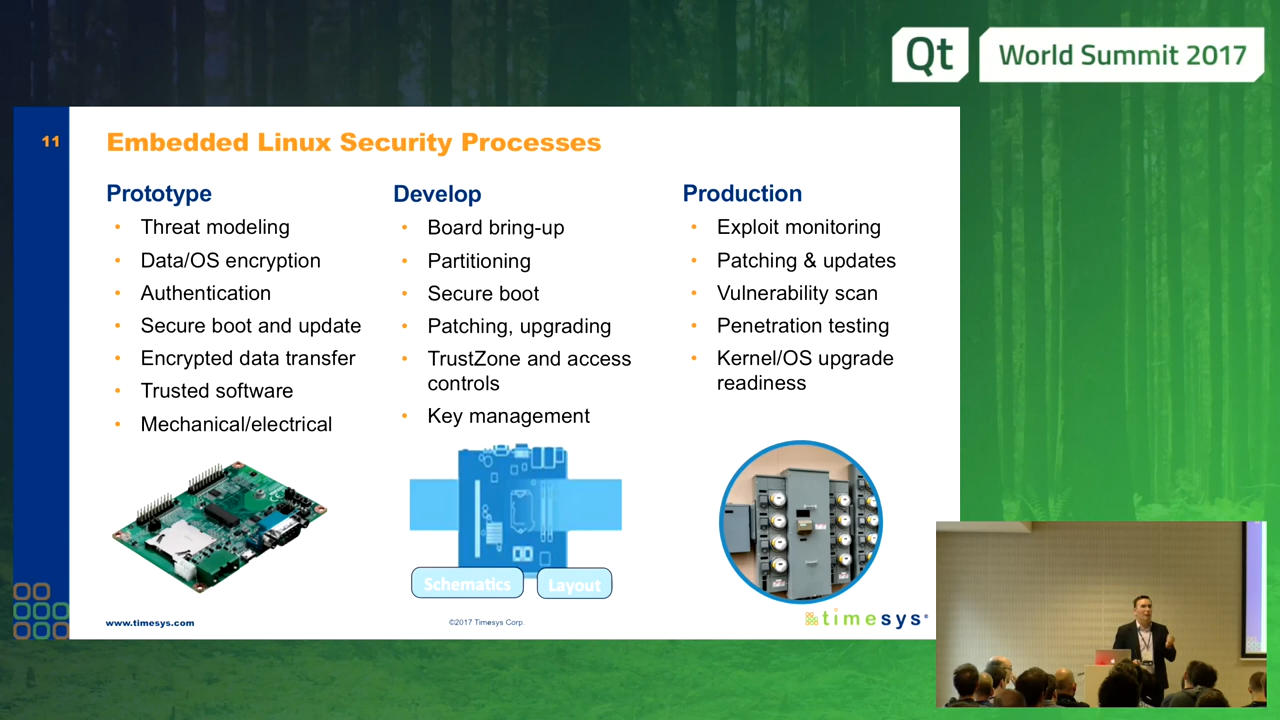 Qt World Summit 2017
11
Embedded Linux Security Processes
Prototype
• Threat modeling
• Data/OS encryption
• Authentication
• Secure boot and update
• Encrypted data transfer
• Trusted software
• Mechanical/electrical
Develop
• Board bring-up
• Partitioning
• Secure boot
• Patching, upgrading
• TrustZone and access
controls
• Key management
Schematics
Layout
Production
• Exploit monitoring
• Patching & updates
• Vulnerability scan
• Penetration testing
• Kernel/OS upgrade
readiness
www.timesys.com
©2017 Timesys Corp.
timesys®